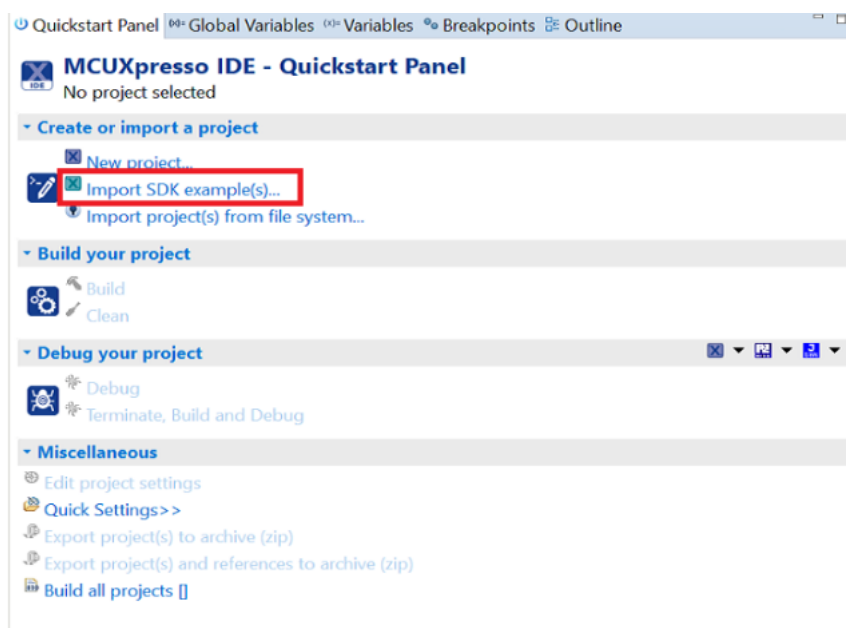 Quickstart Panel (x)= Global Variables (x)= Variables Breakpoints Outline
MCUXpresso IDE - Quickstart Panel
IDE
No project selected
Create or import a project
New project...
Import SDK example(s)...
Import project(s) from file system...
Build your project
Build
Clean
Debug your project
Debug
Terminate, Build and Debug
Miscellaneous
Edit project settings
Quick Settings>>
Export project(s) to archive (zip)
Export project(s) and references to archive (zip)
Build all projects []